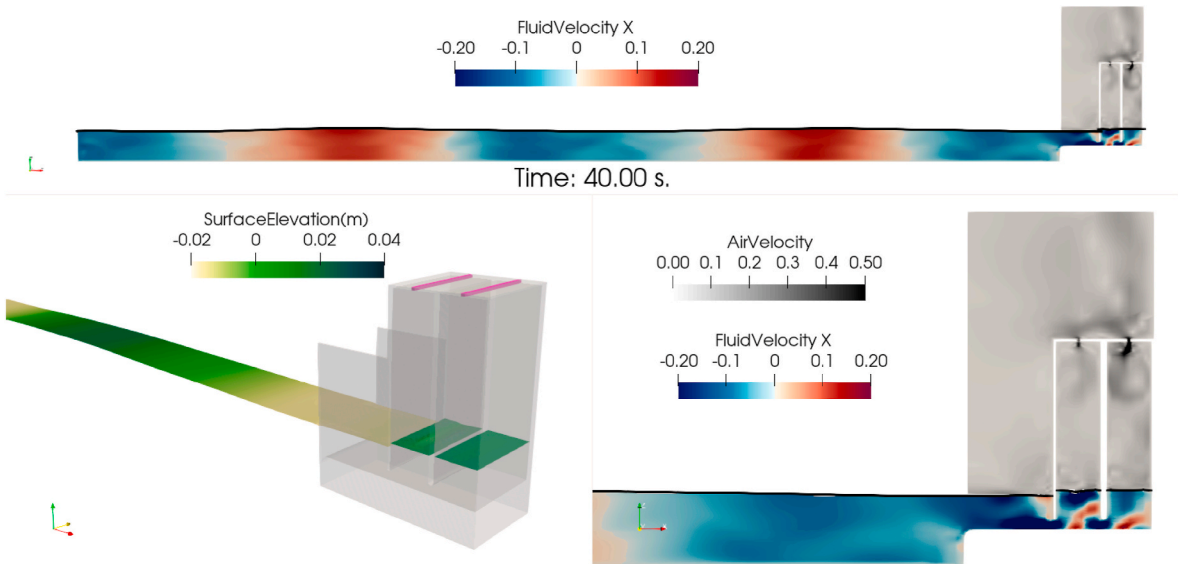 FluidVelocity X
-0.20 -0.1 0 0.1 0.20
Time: 40.00 s.
SurfaceElevation(m)
-0.02 0 0.02 0.04
AirVelocity
0.00 0.1 0.2 0.3 0.4 0.50
FluidVelocity X
-0.20 -0.1 0 0.1 0.20